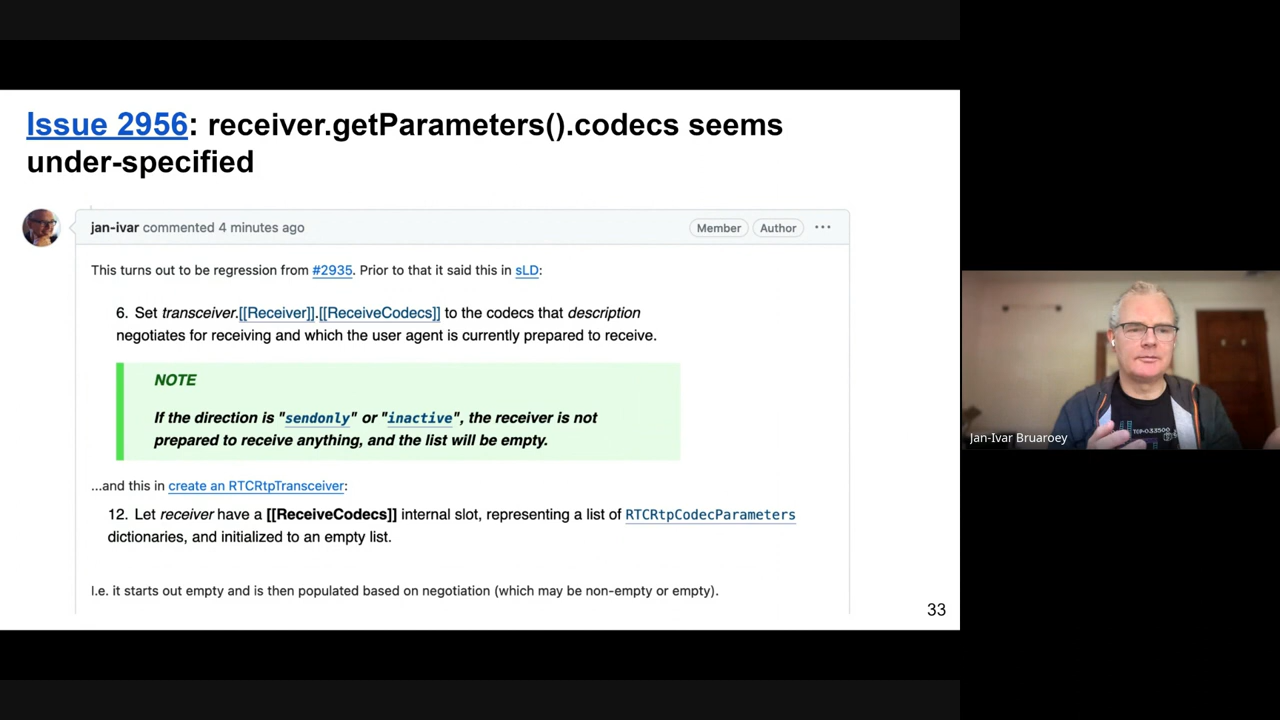 Issue 2956: receiver.getParameters().codecs seems
under-specified
jan-ivar commented 4 minutes ago
Member
Author
This turns out to be regression from #2935. Prior to that it said this in sLD:
6. Set transceiver.[[Receiver]].[[ReceiveCodecs]] to the codecs that description
negotiates for receiving and which the user agent is currently prepared to receive.
NOTE
If the direction is "sendonly" or "inactive", the receiver is not
prepared to receive anything, and the list will be empty.
...and this in create an RTCRtpTransceiver:
12. Let receiver have a [[ReceiveCodecs]] internal slot, representing a list of RTCRtpCodecParameters
dictionaries, and initialized to an empty list.
I.e. it starts out empty and is then populated based on negotiation (which may be non-empty or empty).
33
Jan-Ivar Bruaroey